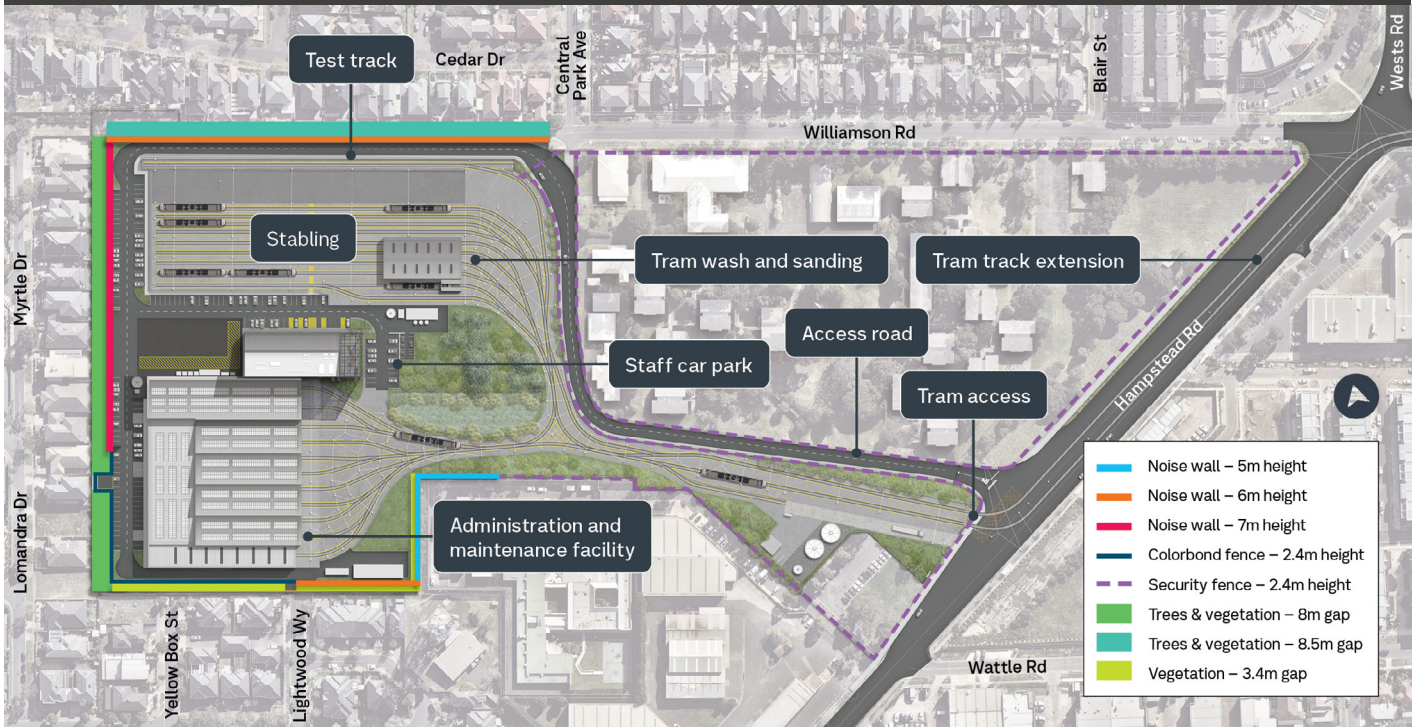 Test track
Cedar Dr
Central
Park Ave
Blair St
Wests Rd
Williamson Rd
Stabling
Tram wash and sanding
Tram track extension
Myrtle Dr
Access road
Staff car park
Tram access
Hampstead Rd
Administration and
maintenance facility
Lomandra Dr
Yellow Box St
Lightwood Wy
Wattle Rd
Noise wall – 5m height
Noise wall – 6m height
Noise wall – 7m height
Colorbond fence – 2.4m height
Security fence – 2.4m height
Trees & vegetation – 8m gap
Trees & vegetation – 8.5m gap
Vegetation – 3.4m gap